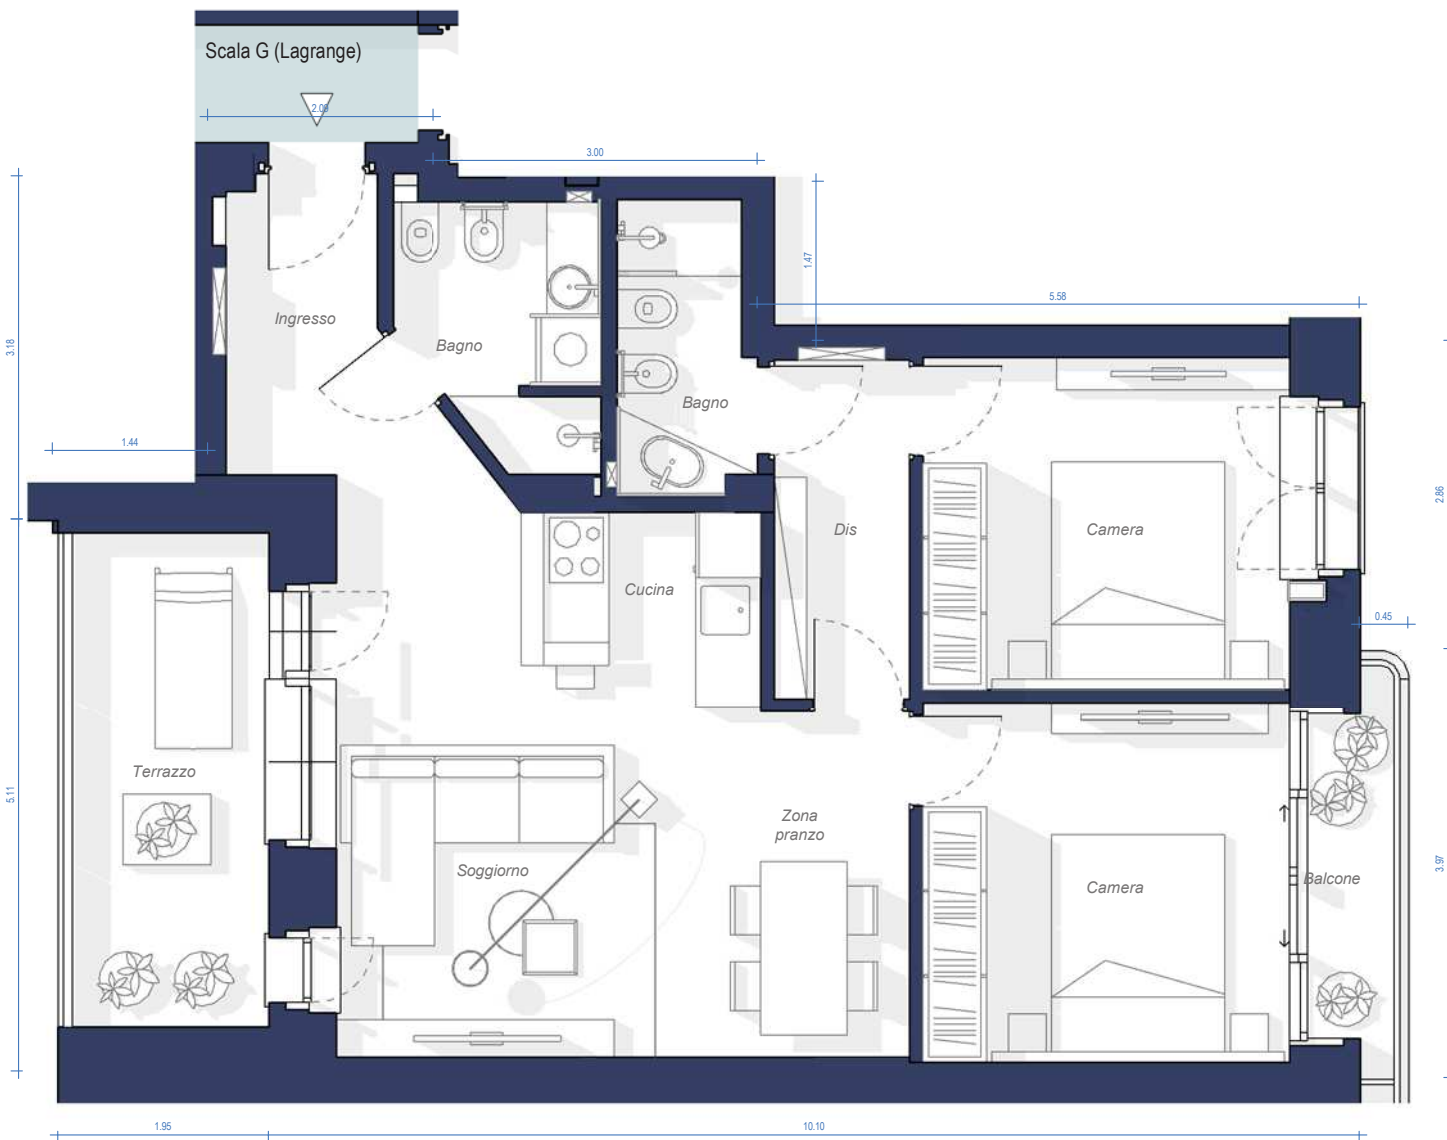 Scala G (Lagrange)
2.09
3.00
1.47
5.58
Ingresso
3.18
Bagno
Bagno
1.44
2.86
Dis
Camera
Cucina
0.45
Terrazzo
5.11
Zona
pranzo
Soggiorno
3.97
Camera
Balcone
1.95
10.10